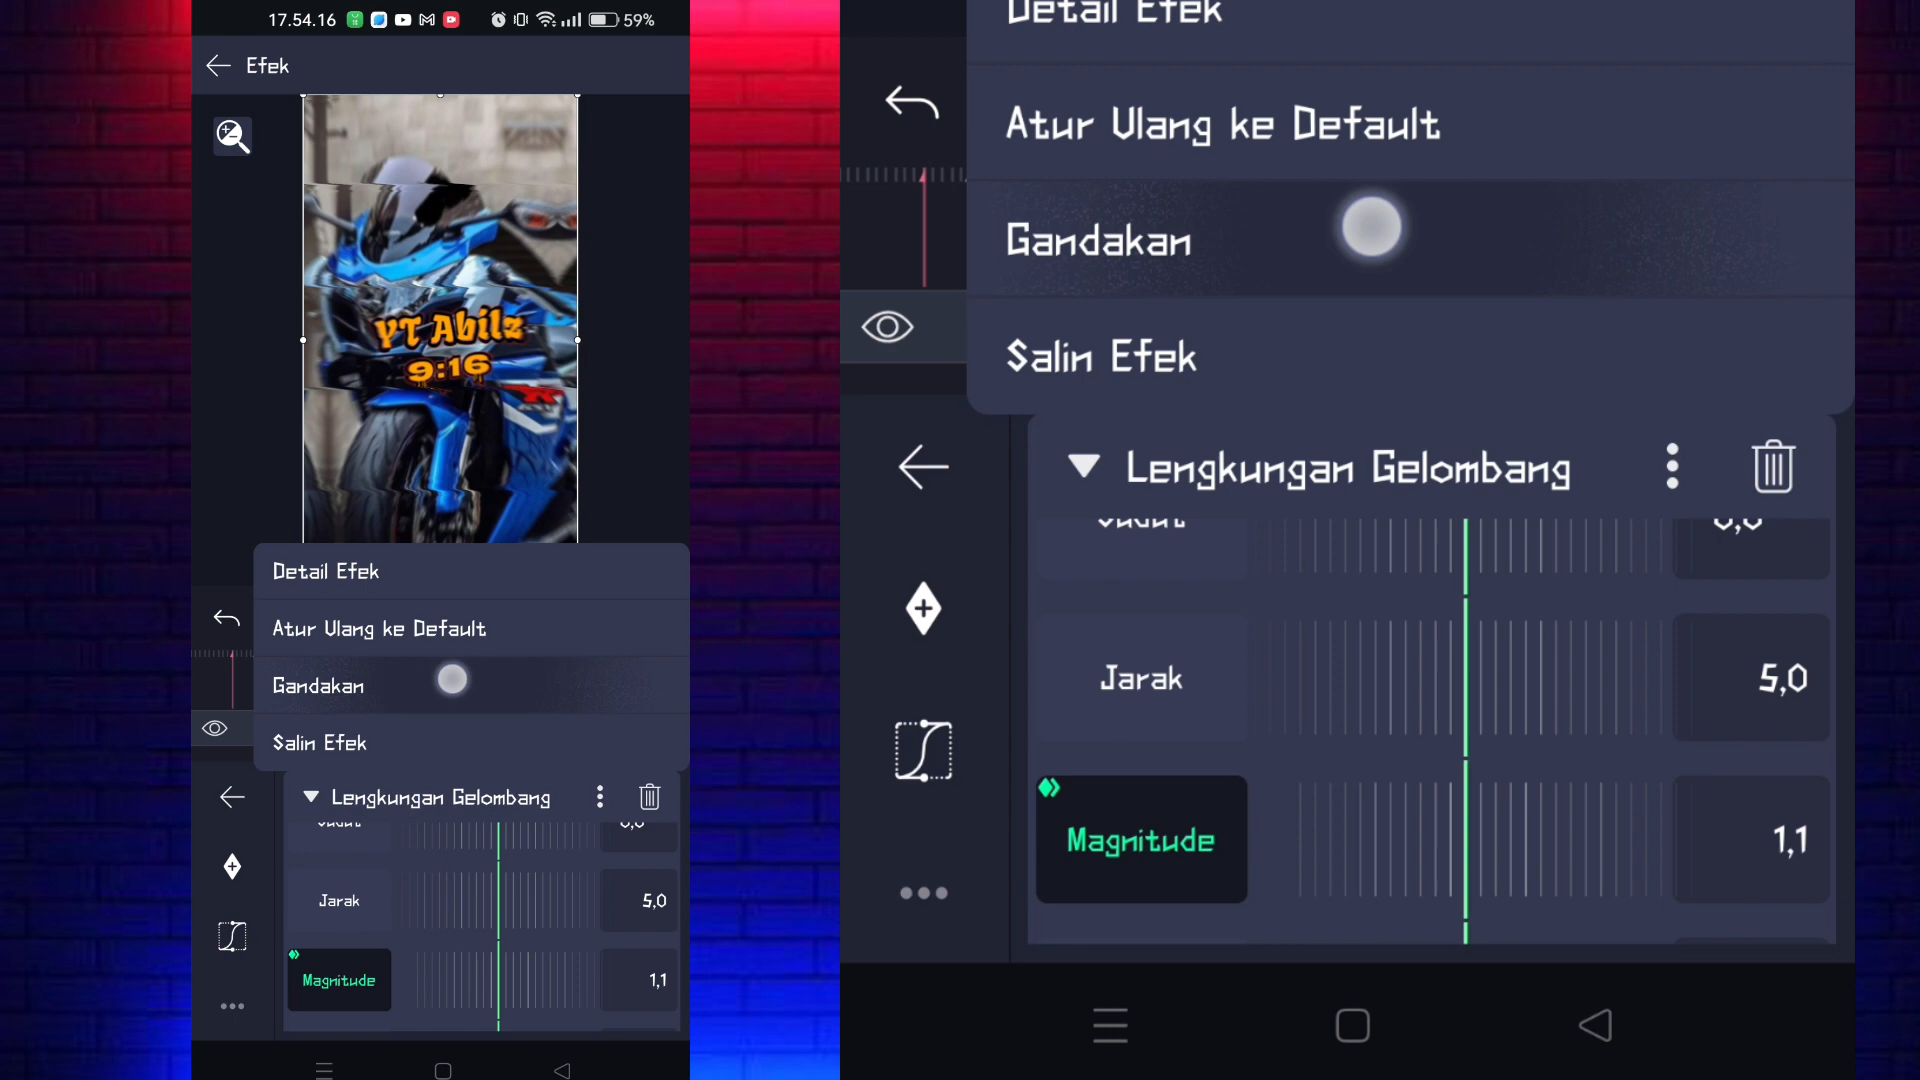 17.54.16
59%
Efek
YT Abilz
9:16
Detail Efek
Atur Ulang ke Default
Gandakan
Salin Efek
Lengkungan Gelombang
Jarak
5,0
Magnitude
1,1
Detail Efek
Atur Ulang ke Default
Gandakan
Salin Efek
Lengkungan Gelombang
Jarak
5,0
Magnitude
1,1